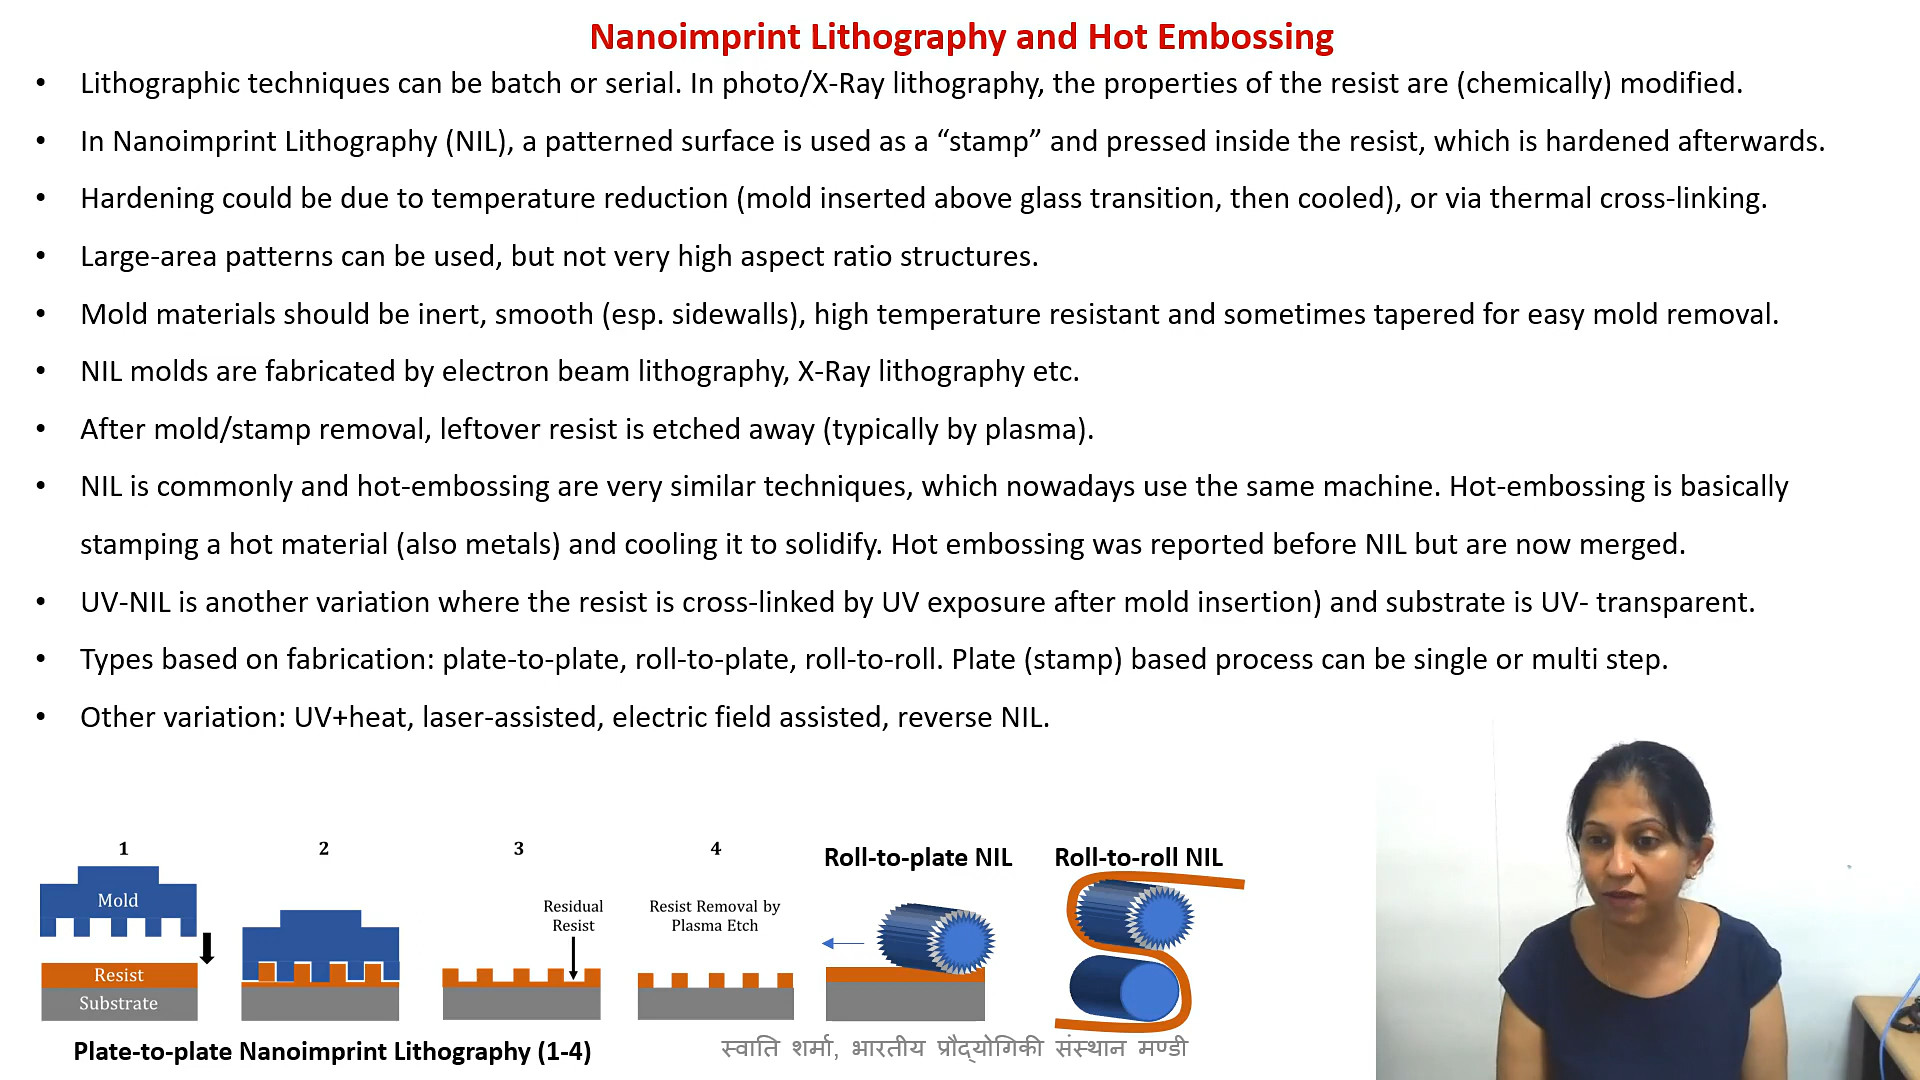 Nanoimprint Lithography and Hot Embossing
• Lithographic techniques can be batch or serial. In photo/X-Ray lithography, the properties of the resist are (chemically) modified.
• In Nanoimprint Lithography (NIL), a patterned surface is used as a “stamp” and pressed inside the resist, which is hardened afterwards.
• Hardening could be due to temperature reduction (mold inserted above glass transition, then cooled), or via thermal cross-linking.
• Large-area patterns can be used, but not very high aspect ratio structures.
• Mold materials should be inert, smooth (esp. sidewalls), high temperature resistant and sometimes tapered for easy mold removal.
• NIL molds are fabricated by electron beam lithography, X-Ray lithography etc.
• After mold/stamp removal, leftover resist is etched away (typically by plasma).
• NIL is commonly and hot-embossing are very similar techniques, which nowadays use the same machine. Hot-embossing is basically
stamping a hot material (also metals) and cooling it to solidify. Hot embossing was reported before NIL but are now merged.
• UV-NIL is another variation where the resist is cross-linked by UV exposure after mold insertion) and substrate is UV- transparent.
• Types based on fabrication: plate-to-plate, roll-to-plate, roll-to-roll. Plate (stamp) based process can be single or multi step.
• Other variation: UV+heat, laser-assisted, electric field assisted, reverse NIL.
1
2
3
4
Roll-to-plate NIL
Roll-to-roll NIL
Mold
Residual
Resist
Resist Removal by
Plasma Etch
Resist
Substrate
Plate-to-plate Nanoimprint Lithography (1-4)
स्वाति शर्मा, भारतीय प्रौद्योगिकी संस्थान मण्डी